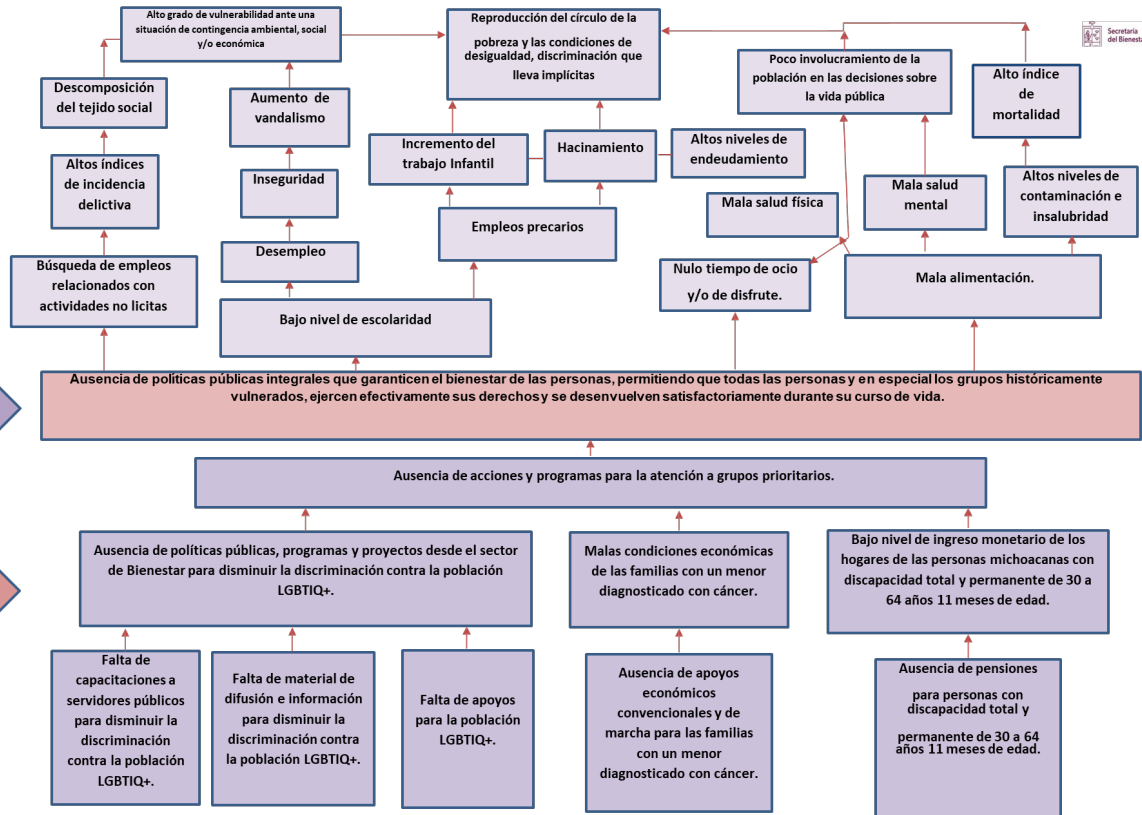 Alto grado de vulnerabilidad ante una
situación de contingencia ambiental, social
y/o económica
Reproducción del círculo de la
pobreza y las condiciones de
desigualdad, discriminación que
lleva implícitas
Poco involucramiento de la
población en las decisiones sobre
la vida pública
Alto índice
de
mortalidad
Secretaría
del Bienesta
Descomposición
del tejido social
Aumento de
vandalismo
Incremento del
trabajo Infantil
Hacinamiento
Altos niveles de
endeudamiento
Altos índices
de incidencia
delictiva
Inseguridad
Mala salud física
Mala salud
mental
Altos niveles de
contaminación e
insalubridad
Empleos precarios
Búsqueda de empleos
relacionados con
actividades no licitas
Desempleo
Bajo nivel de escolaridad
Nulo tiempo de ocio
y/o de disfrute.
Mala alimentación.
Ausencia de políticas públicas integrales que garanticen el bienestar de las personas, permitiendo que todas las personas y en especial los grupos históricamente
vulnerados, ejercen efectivamente sus derechos y se desenvuelven satisfactoriamente durante su curso de vida.
Ausencia de acciones y programas para la atención a grupos prioritarios.
Ausencia de políticas públicas, programas y proyectos desde el sector
de Bienestar para disminuir la discriminación contra la población
LGBTIQ+.
Malas condiciones económicas
de las familias con un menor
diagnosticado con cáncer.
Bajo nivel de ingreso monetario de los
hogares de las personas michoacanas con
discapacidad total y permanente de 30 a
64 años 11 meses de edad.
Falta de
capacitaciones a
servidores públicos
para disminuir la
discriminación
contra la población
LGBTIQ+.
Falta de material de
difusión e información
para disminuir la
discriminación contra
la población LGBTIQ+.
Falta de apoyos
para la población
LGBTIQ+.
Ausencia de apoyos
económicos
convencionales y de
marcha para las familias
con un menor
diagnosticado con cáncer.
Ausencia de pensiones
para personas con
discapacidad total y
permanente de 30 a 64
años 11 meses de edad.